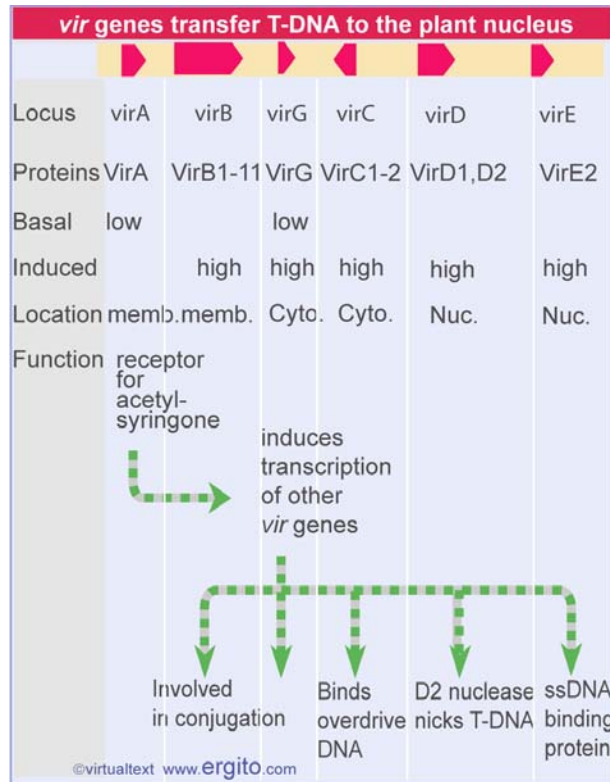 vir genes transfer T-DNA to the plant nucleus
Locus virA virB virG virC virD virE
Proteins VirA VirB1-11 VirG VirC1-2 VirD1,D2 VirE2
Basal low low
Induced high high high high high
Location memb. memb. Cyto. Cyto. Nuc. Nuc.
Function receptor
for
acetyl-
syringone
induces
transcription
of other
vir genes
Involved
in conjugation
Binds
overdrive
DNA
D2 nuclease
nicks T-DNA
ssDNA
binding
protein
©virtualtext www.ergito.com